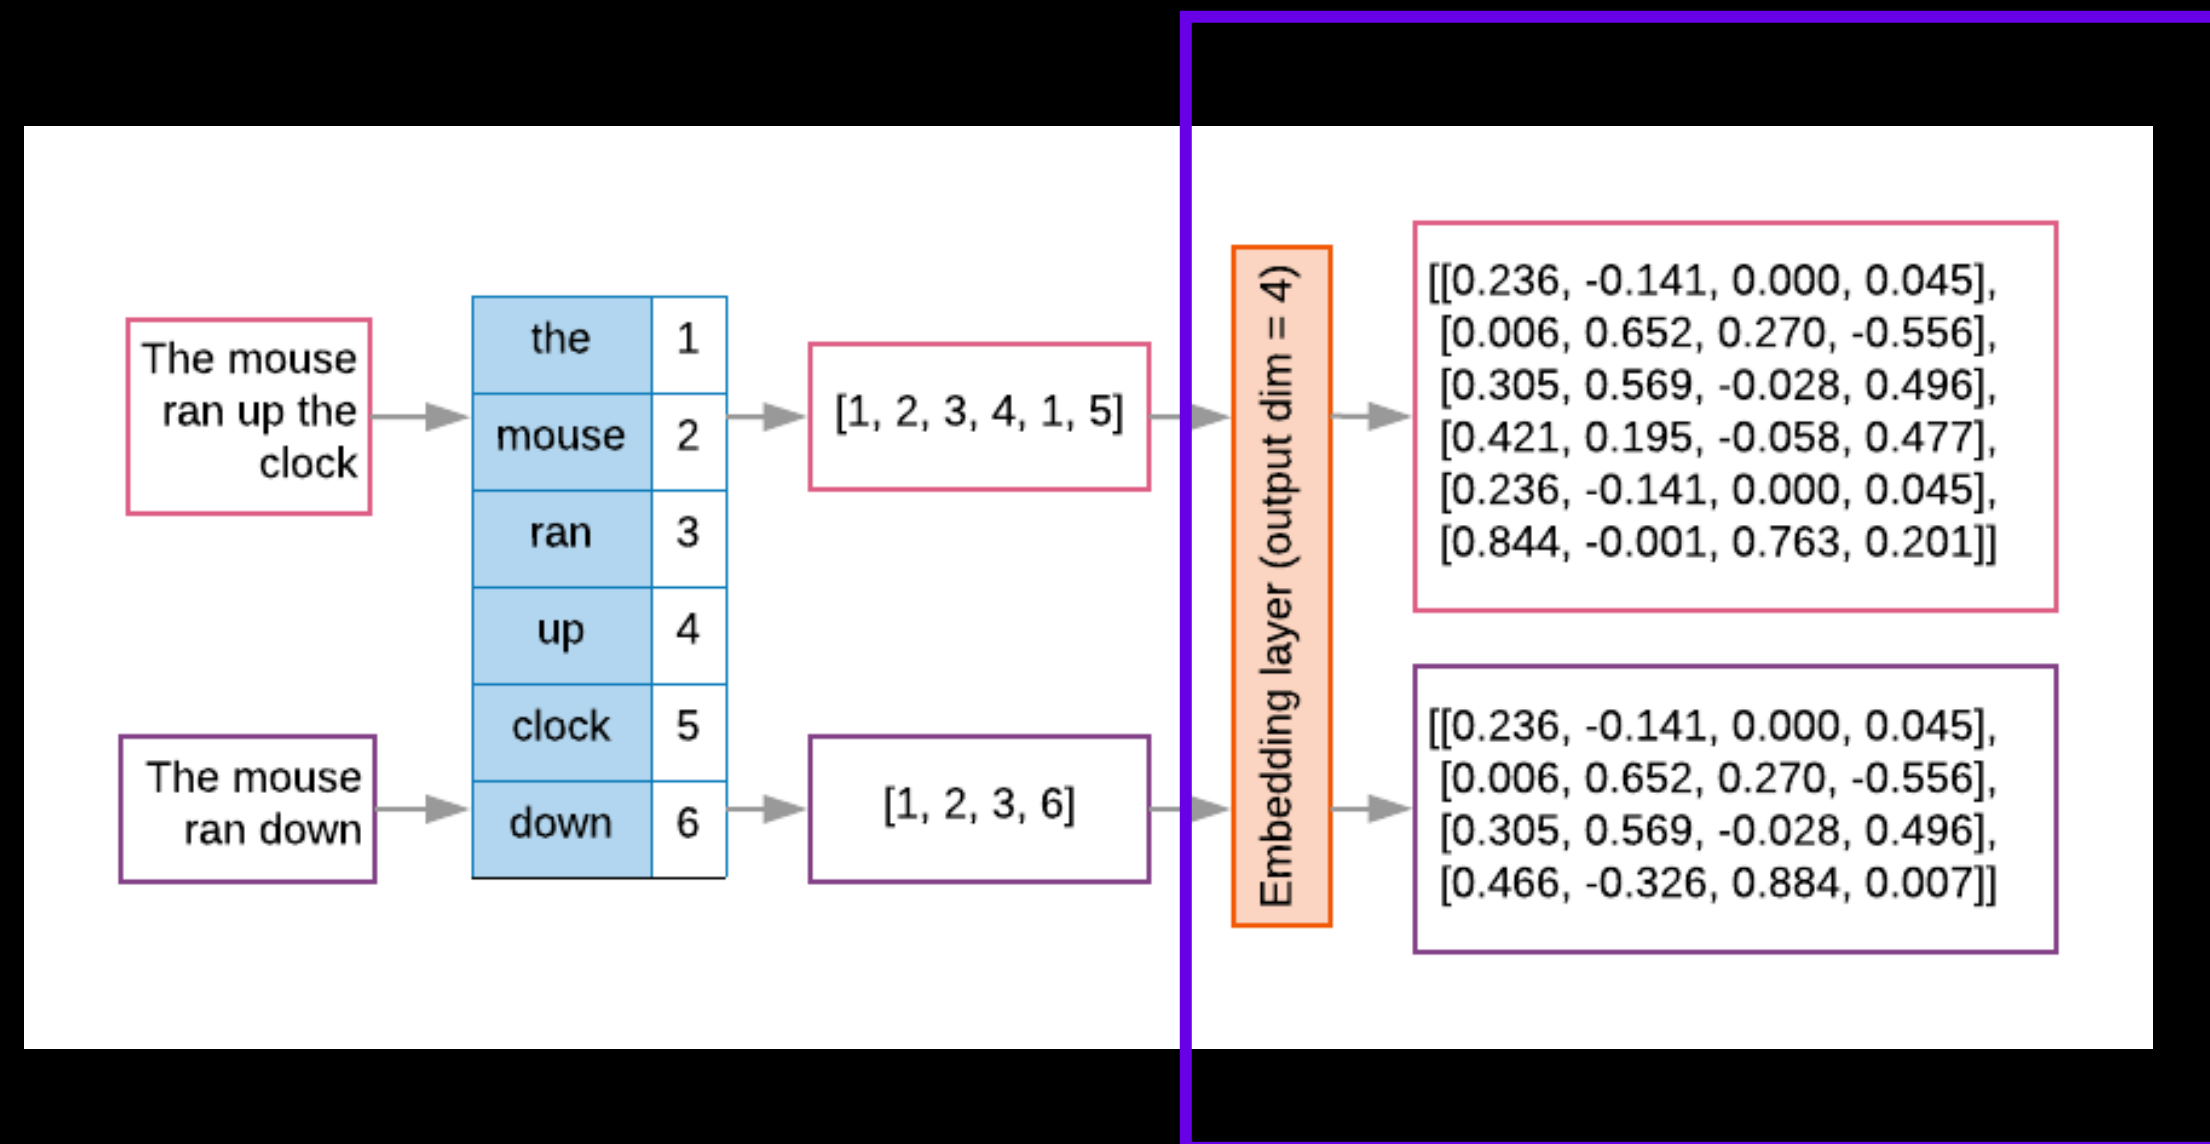 The mouse
ran up the
clock
the 1
mouse 2
ran 3
up 4
clock 5
down 6
[1, 2, 3, 4, 1, 5]
Embedding layer (output dim = 4)
[[0.236, -0.141, 0.000, 0.045],
[0.006, 0.652, 0.270, -0.556],
[0.305, 0.569, -0.028, 0.496],
[0.421, 0.195, -0.058, 0.477],
[0.236, -0.141, 0.000, 0.045],
[0.844, -0.001, 0.763, 0.201]]
The mouse
ran down
[1, 2, 3, 6]
[[0.236, -0.141, 0.000, 0.045],
[0.006, 0.652, 0.270, -0.556],
[0.305, 0.569, -0.028, 0.496],
[0.466, -0.326, 0.884, 0.007]]